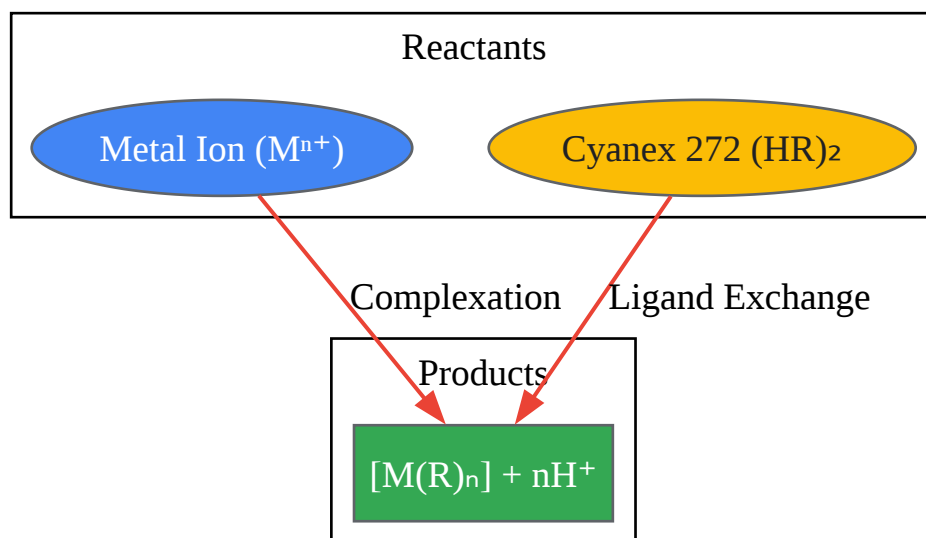 Reactants
Metal Ion (Mⁿ⁺)
Cyanex 272 (HR)₂
Complexation
Ligand Exchange
Products
[M(R)ₙ] + nH⁺